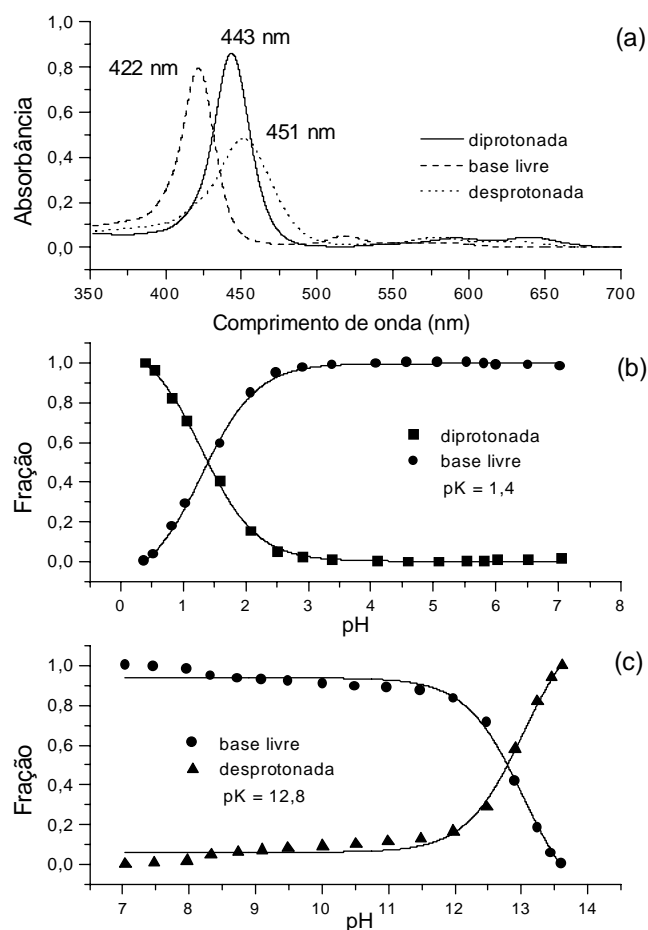 (a)
443 nm
422 nm
451 nm
Absorbância
1,0
0,8
0,6
0,4
0,2
0,0
diprotonada
base livre
desprotonada
350 400 450 500 550 600 650 700
Comprimento de onda (nm)
(b)
Fração
1,0
0,8
0,6
0,4
0,2
0,0
diprotonada
base livre
pK = 1,4
0 1 2 3 4 5 6 7 8
pH
(c)
Fração
1,0
0,8
0,6
0,4
0,2
0,0
base livre
desprotonada
pK = 12,8
7 8 9 10 11 12 13 14
pH